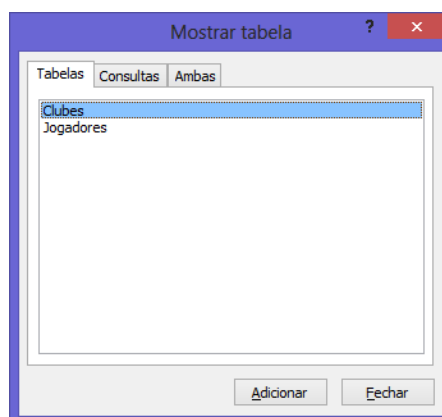 Mostrar tabela ? ×
Tabelas Consultas Ambas
Clubes
Jogadores
Adicionar Fechar